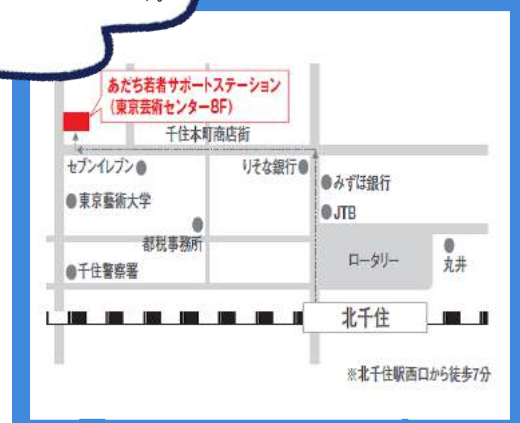 あだち若者サポートステーション
(東京芸術センター8F)
千住本町商店街
セブンイレブン
りそな銀行
みずほ銀行
東京藝術大学
JTB
都税事務所
ロータリー
丸井
千住警察署
北千住
※北千住駅西口から徒歩7分